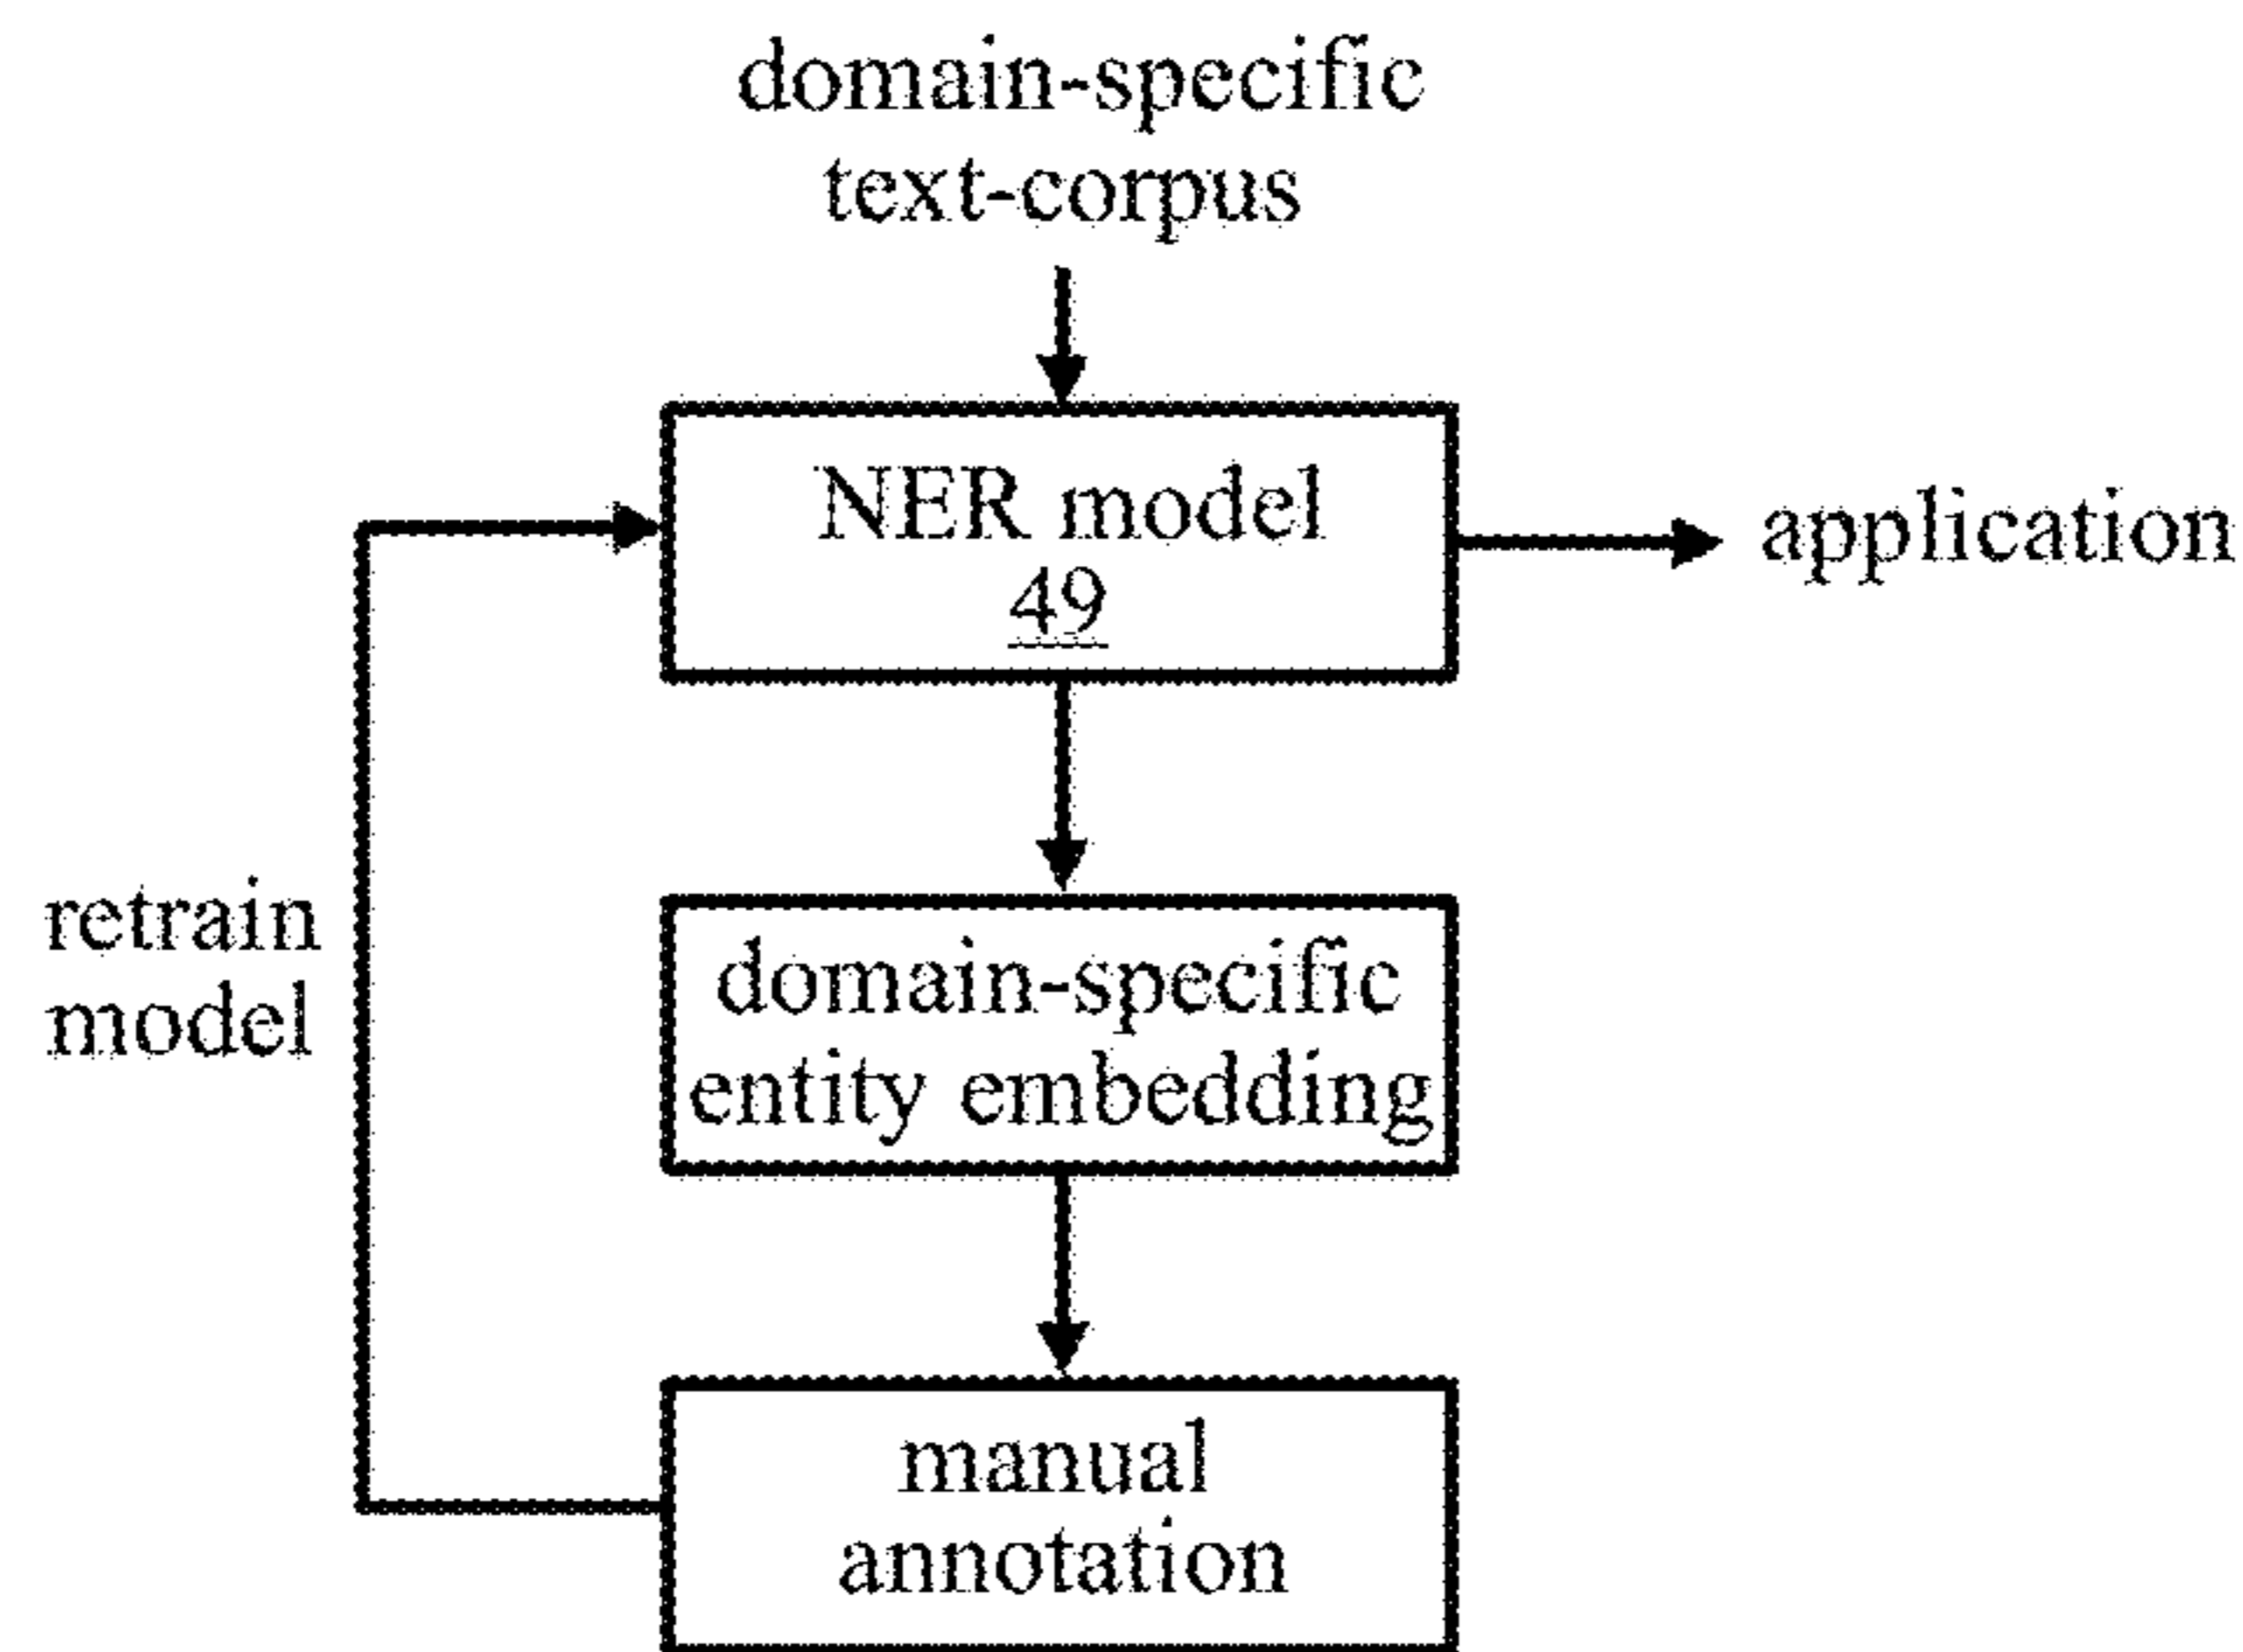 domain-specific
text-corpus
NER model
49
application
retrain
model
domain-specific
entity embedding
manual
annotation